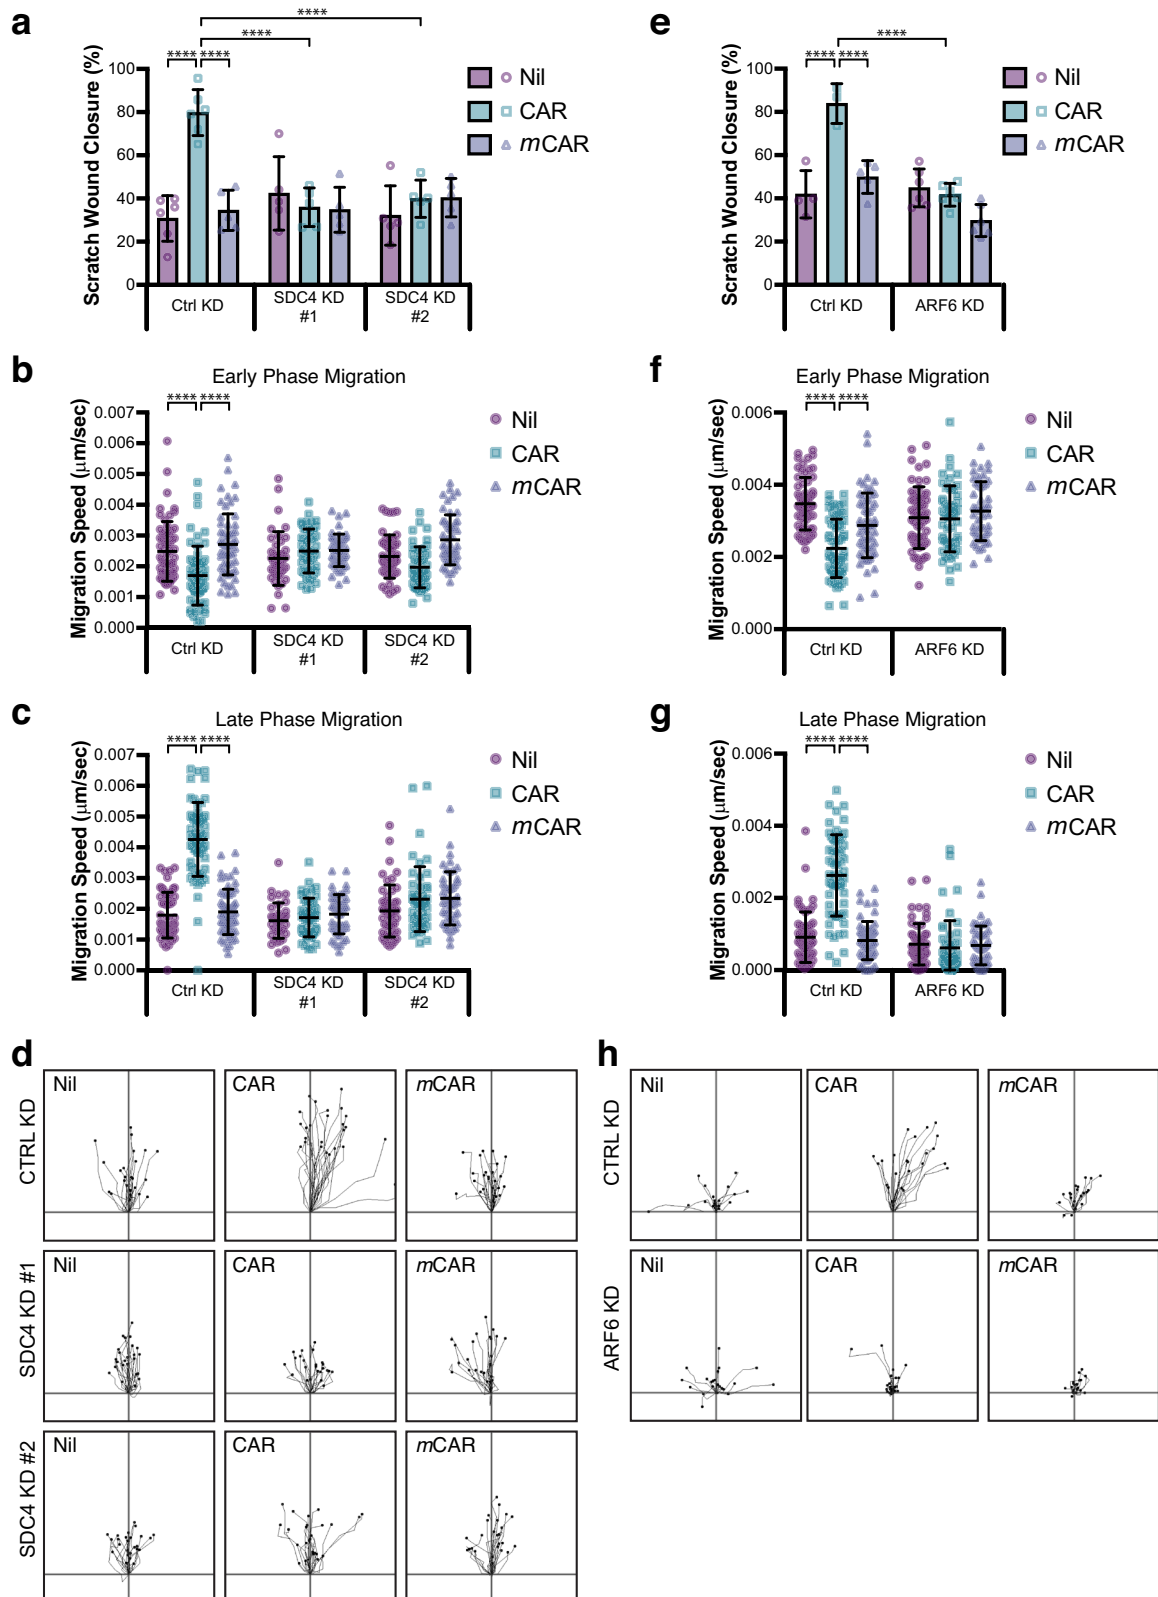 a
****
****
**** ****
Scratch Wound Closure (%)
100
80
60
40
20
0
Ctrl KD
SDC4 KD
#1
SDC4 KD
#2
Nil
CAR
mCAR
e
****
**** ****
Scratch Wound Closure (%)
100
80
60
40
20
0
Ctrl KD
ARF6 KD
Nil
CAR
mCAR
b
Early Phase Migration
**** ****
Migration Speed (μm/sec)
0.007
0.006
0.005
0.004
0.003
0.002
0.001
0.000
Ctrl KD
SDC4 KD
#1
SDC4 KD
#2
Nil
CAR
mCAR
f
Early Phase Migration
**** ****
Migration Speed (μm/sec)
0.006
0.004
0.002
0.000
Ctrl KD
ARF6 KD
Nil
CAR
mCAR
c
Late Phase Migration
**** ****
Migration Speed (μm/sec)
0.007
0.006
0.005
0.004
0.003
0.002
0.001
0.000
Ctrl KD
SDC4 KD
#1
SDC4 KD
#2
Nil
CAR
mCAR
g
Late Phase Migration
**** ****
Migration Speed (μm/sec)
0.006
0.004
0.002
0.000
Ctrl KD
ARF6 KD
Nil
CAR
mCAR
d
CTRL KD
Nil
CAR
mCAR
SDC4 KD #1
Nil
CAR
mCAR
SDC4 KD #2
Nil
CAR
mCAR
h
CTRL KD
Nil
CAR
mCAR
ARF6 KD
Nil
CAR
mCAR